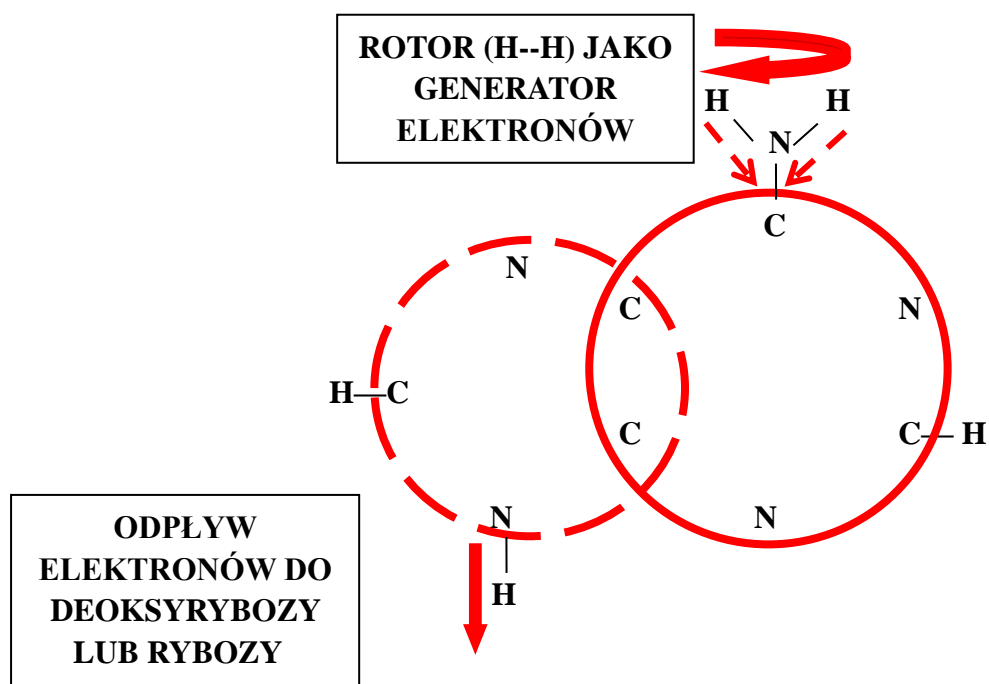 ROTOR (H--H) JAKO
GENERATOR
ELEKTRONÓW
H H
N
C
N
C
N
H—C
C
C—H
N
N
H
ODPŁYW
ELEKTRONÓW DO
DEOKSYRYBOZY
LUB RYBOZY